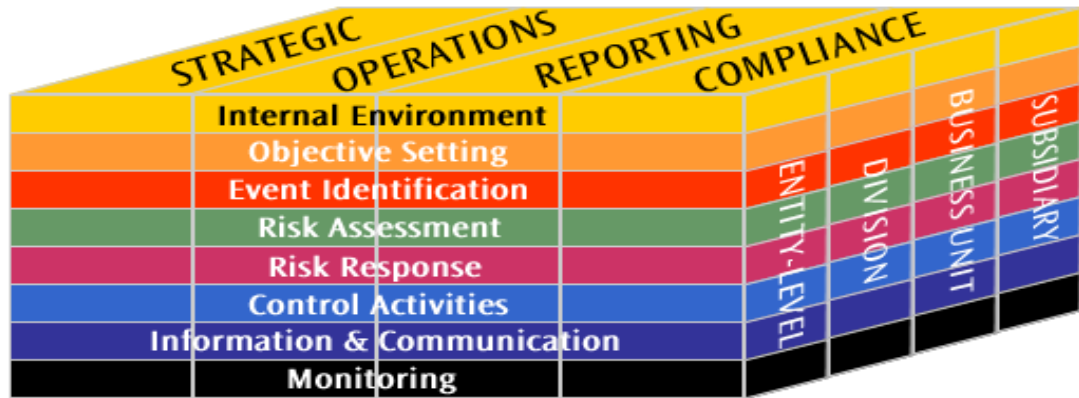 STRATEGIC
OPERATIONS
REPORTING
COMPLIANCE
Internal Environment
Objective Setting
Event Identification
Risk Assessment
Risk Response
Control Activities
Information & Communication
Monitoring
ENTITY-LEVEL
DIVISION
BUSINESS UNIT
SUBSIDIARY